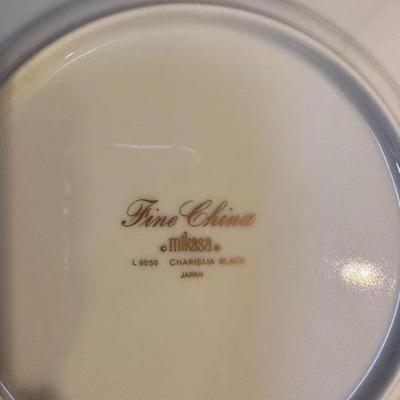 Fine China
©mikasa®
L 9050 CHARISMA BLACK
JAPAN